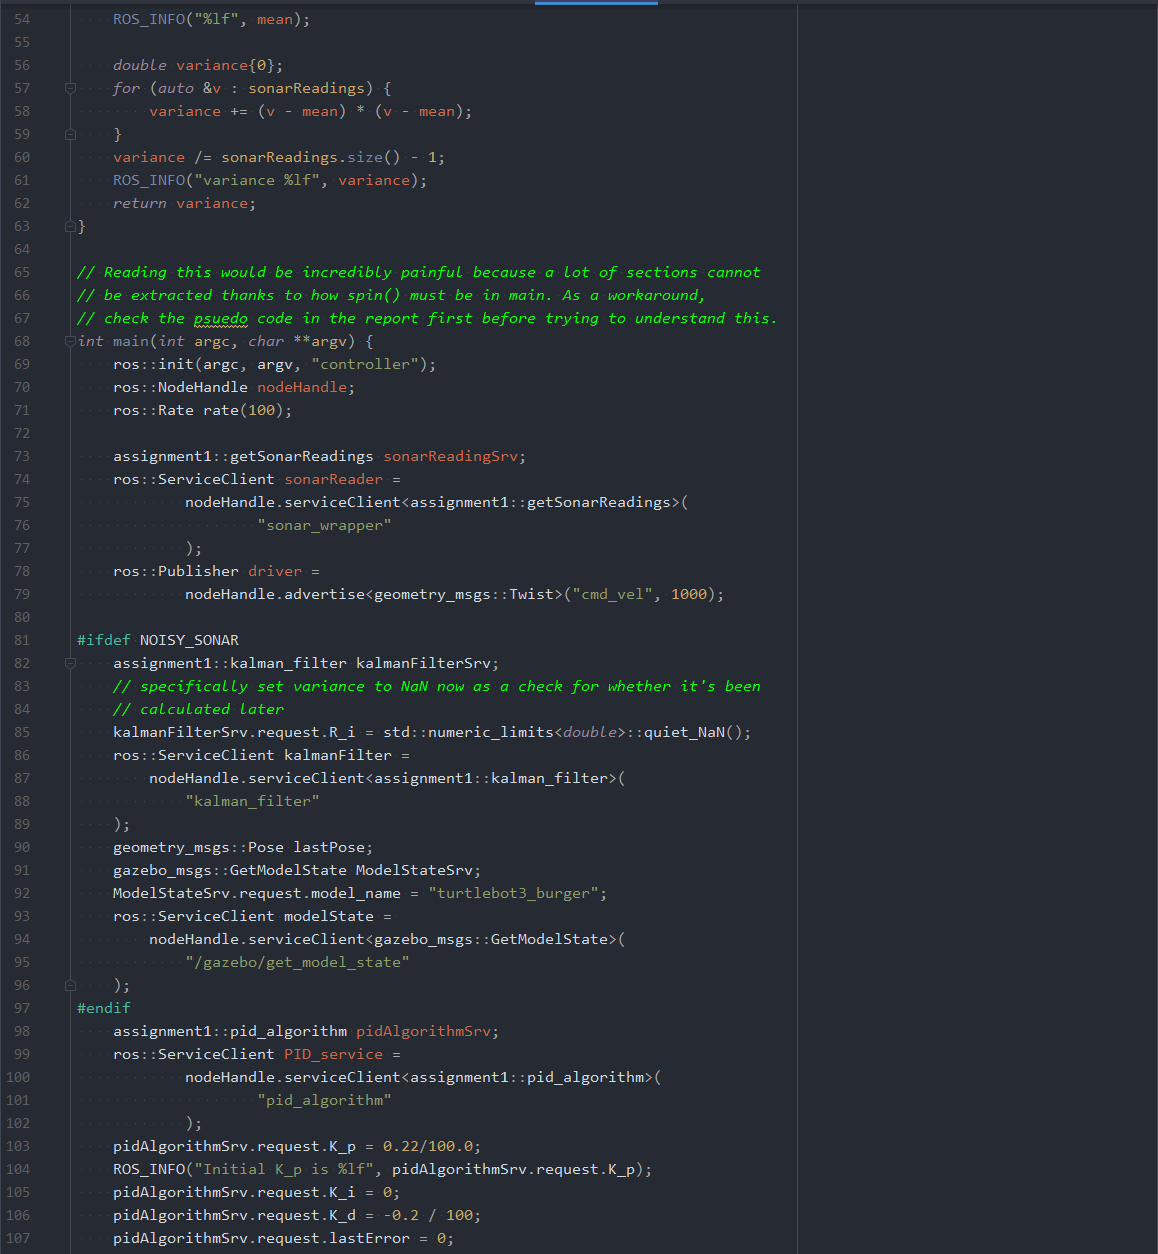 54 ROS_INFO("%lf", mean);
55
56 double variance{0};
57 for (auto &v : sonarReadings) {
58 variance += (v - mean) * (v - mean);
59 }
60 variance /= sonarReadings.size() - 1;
61 ROS_INFO("variance %lf", variance);
62 return variance;
63 }
64
65 // Reading this would be incredibly painful because a lot of sections cannot
66 // be extracted thanks to how spin() must be in main. As a workaround,
67 // check the psuedo code in the report first before trying to understand this.
68 int main(int argc, char **argv) {
69 ros::init(argc, argv, "controller");
70 ros::NodeHandle nodeHandle;
71 ros::Rate rate(100);
72
73 assignment1::getSonarReadings sonarReadingSrv;
74 ros::ServiceClient sonarReader =
75 nodeHandle.serviceClient<assignment1::getSonarReadings>(
76 "sonar_wrapper"
77 );
78 ros::Publisher driver =
79 nodeHandle.advertise<geometry_msgs::Twist>("cmd_vel", 1000);
80
81 #ifdef NOISY_SONAR
82 assignment1::kalman_filter kalmanFilterSrv;
83 // specifically set variance to NaN now as a check for whether it's been
84 // calculated later
85 kalmanFilterSrv.request.R_i = std::numeric_limits<double>::quiet_NaN();
86 ros::ServiceClient kalmanFilter =
87 nodeHandle.serviceClient<assignment1::kalman_filter>(
88 "kalman_filter"
89 );
90 geometry_msgs::Pose lastPose;
91 gazebo_msgs::GetModelState ModelStateSrv;
92 ModelStateSrv.request.model_name = "turtlebot3_burger";
93 ros::ServiceClient modelState =
94 nodeHandle.serviceClient<gazebo_msgs::GetModelState>(
95 "/gazebo/get_model_state"
96 );
97 #endif
98 assignment1::pid_algorithm pidAlgorithmSrv;
99 ros::ServiceClient PID_service =
100 nodeHandle.serviceClient<assignment1::pid_algorithm>(
101 "pid_algorithm"
102 );
103 pidAlgorithmSrv.request.K_p = 0.22/100.0;
104 ROS_INFO("Initial K_p is %lf", pidAlgorithmSrv.request.K_p);
105 pidAlgorithmSrv.request.K_i = 0;
106 pidAlgorithmSrv.request.K_d = -0.2 / 100;
107 pidAlgorithmSrv.request.lastError = 0;